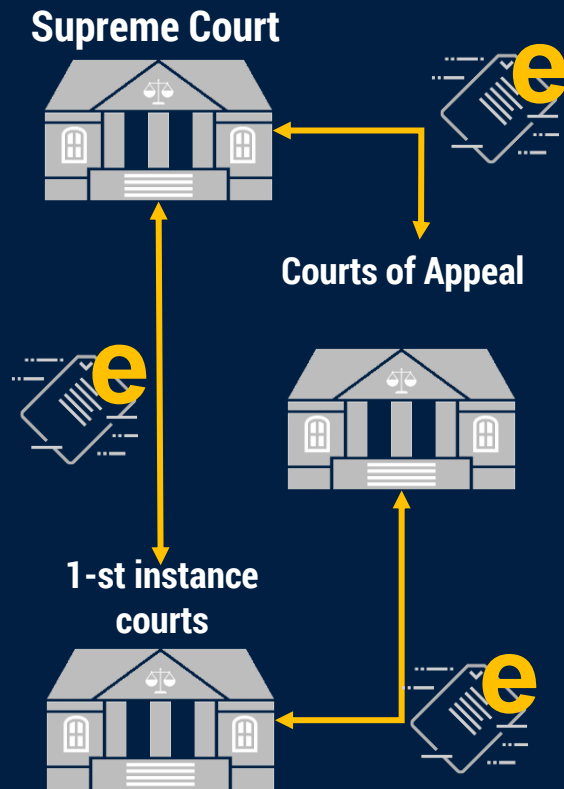 Supreme Court
e
Courts of Appeal
e
1-st instance
courts
e